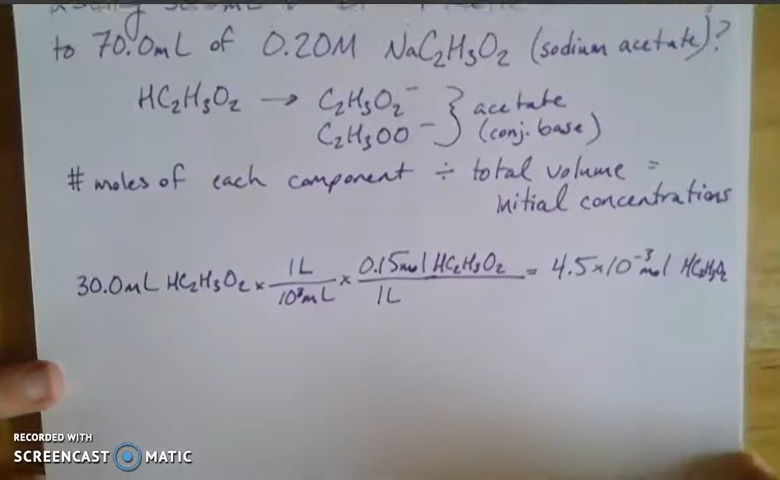 to 70.0mL of 0.20M NaC₂H₃O₂ (sodium acetate)?
HC₂H₃O₂ → C₂H₃O₂⁻ } acetate
C₂H₃OO⁻ } (conj. base)
# moles of each component ÷ total volume =
initial concentrations
30.0mL HC₂H₃O₂ × 1L / 10³mL × 0.15mol HC₂H₃O₂ / 1L = 4.5×10⁻³ mol HC₂H₃O₂
RECORDED WITH
SCREENCAST MATIC